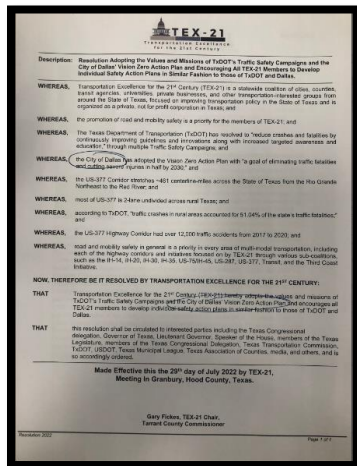 TEX-21
Transportation Excellence
for the 21st Century
Description: Resolution Adopting the Values and Missions of TxDOT's Traffic Safety Campaigns and the
City of Dallas' Vision Zero Action Plan and Encouraging All TEX-21 Members to Develop
Individual Safety Action Plans in Similar Fashion to those of TxDOT and Dallas.
WHEREAS, Transportation Excellence for the 21st Century (TEX-21) is a statewide coalition of cities, counties,
transit agencies, universities, private businesses, and other transportation-interested groups from
around the State of Texas, focused on improving transportation policy in the State of Texas and is
organized as a private, not for profit corporation in Texas; and
WHEREAS, the promotion of road and mobility safety is a priority for the members of TEX-21; and
WHEREAS, The Texas Department of Transportation (TxDOT) has resolved to "reduce crashes and fatalities by
continuously improving guidelines and innovations along with increased targeted awareness and
education," through multiple Traffic Safety Campaigns; and
WHEREAS, the City of Dallas has adopted the Vision Zero Action Plan with "a goal of eliminating traffic fatalities
and cutting severe injuries in half by 2030," and
WHEREAS, the US-377 Corridor stretches ~481 centerline-miles across the State of Texas from the Rio Grande
Northeast to the Red River; and
WHEREAS, most of US-377 is 2-lane undivided across rural Texas; and
WHEREAS, according to TxDOT, "traffic crashes in rural areas accounted for 51.04% of the state's traffic fatalities;"
and
WHEREAS, the US-377 Highway Corridor had over 12,000 traffic accidents from 2017 to 2020; and
WHEREAS, road and mobility safety in general is a priority in every area of multi-modal transportation, including
each of the highway corridors and initiatives focused on by TEX-21 through various sub-coalitions,
such as the IH-14, IH-20, IH-30, IH-35, US-75/IH-45, US-287, US-377, Transit, and the Third Coast
Initiative.
NOW, THEREFORE BE IT RESOLVED BY TRANSPORTATION EXCELLENCE FOR THE 21ST CENTURY:
THAT Transportation Excellence for the 21st Century (TEX-21) hereby adopts the values and missions of
TxDOT's Traffic Safety Campaigns and the City of Dallas' Vision Zero Action Plan and encourages all
TEX-21 members to develop individual safety action plans in similar fashion to those of TxDOT and
Dallas.
THAT this resolution shall be circulated to interested parties including the Texas Congressional
delegation, Governor of Texas, Lieutenant Governor, Speaker of the House, members of the Texas
Legislature, members of the Texas Congressional Delegation, Texas Transportation Commission,
TxDOT, USDOT, Texas Municipal League, Texas Association of Counties, media, and others, and is
so accordingly ordered.
Made Effective this the 29th day of July 2022 by TEX-21,
Meeting In Granbury, Hood County, Texas.
Gary Fickes, TEX-21 Chair,
Tarrant County Commissioner
Resolution 2022
Page 1 of 1